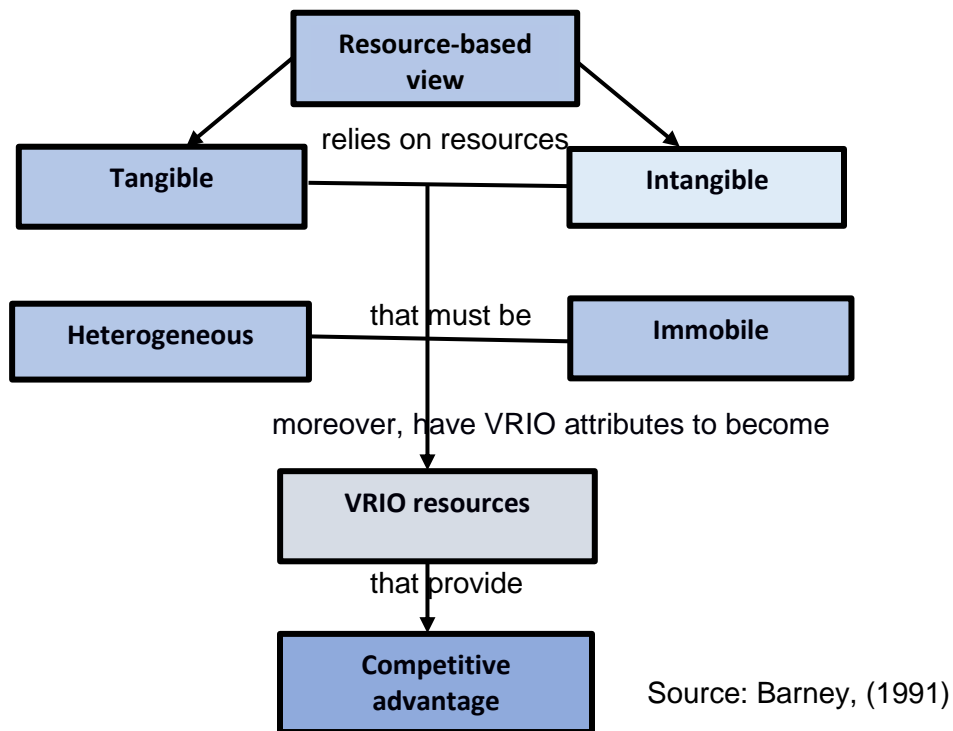 Resource-based
view
relies on resources
Tangible
Intangible
that must be
Heterogeneous
Immobile
moreover, have VRIO attributes to become
VRIO resources
that provide
Competitive
advantage
Source: Barney, (1991)